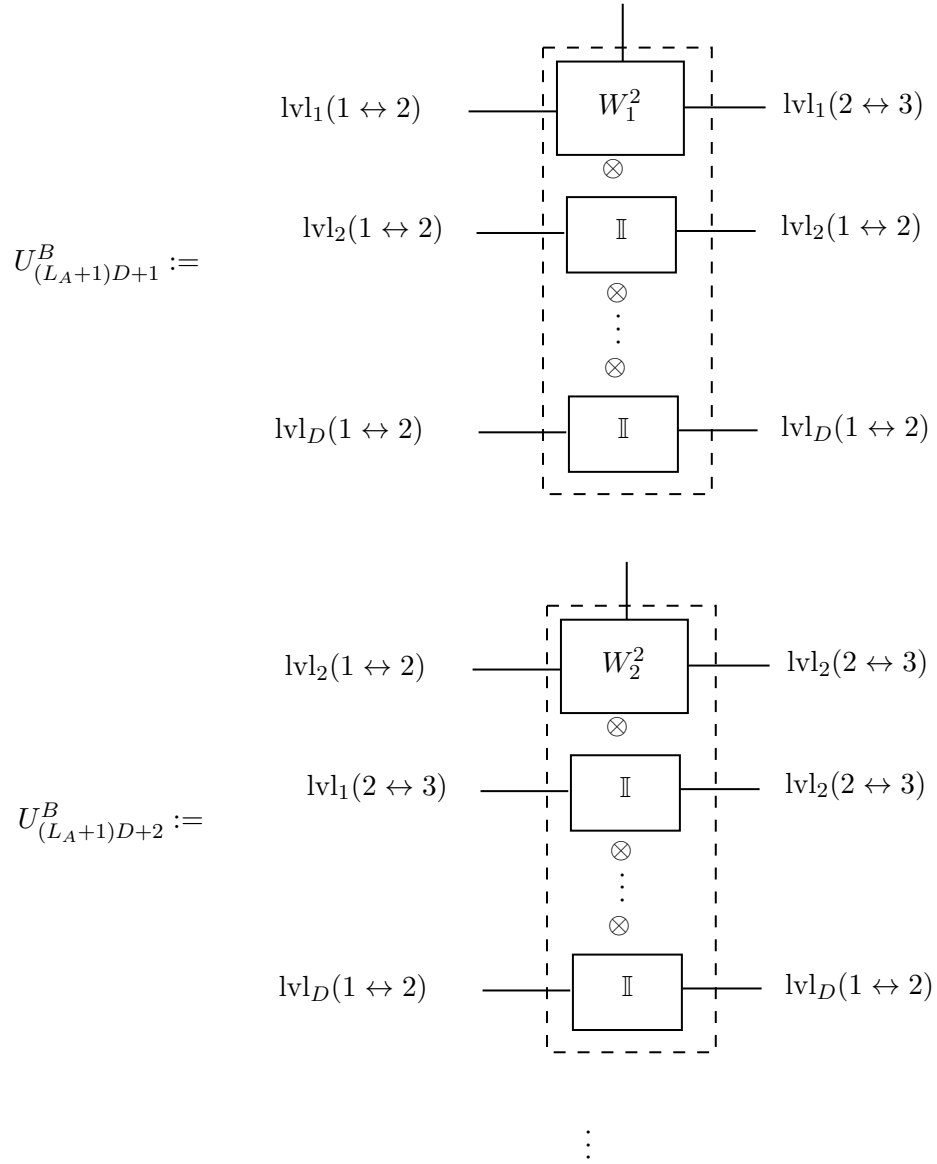 lvl₁(1 ↔ 2) W₁² lvl₁(2 ↔ 3)
⊗
lvl₂(1 ↔ 2) 𝕀 lvl₂(1 ↔ 2)
U^B_{(L_A+1)D+1} :=
⊗
⋮
⊗
lvl_D(1 ↔ 2) 𝕀 lvl_D(1 ↔ 2)
lvl₂(1 ↔ 2) W₂² lvl₂(2 ↔ 3)
⊗
lvl₁(2 ↔ 3) 𝕀 lvl₂(2 ↔ 3)
U^B_{(L_A+1)D+2} :=
⊗
⋮
⊗
lvl_D(1 ↔ 2) 𝕀 lvl_D(1 ↔ 2)
⋮